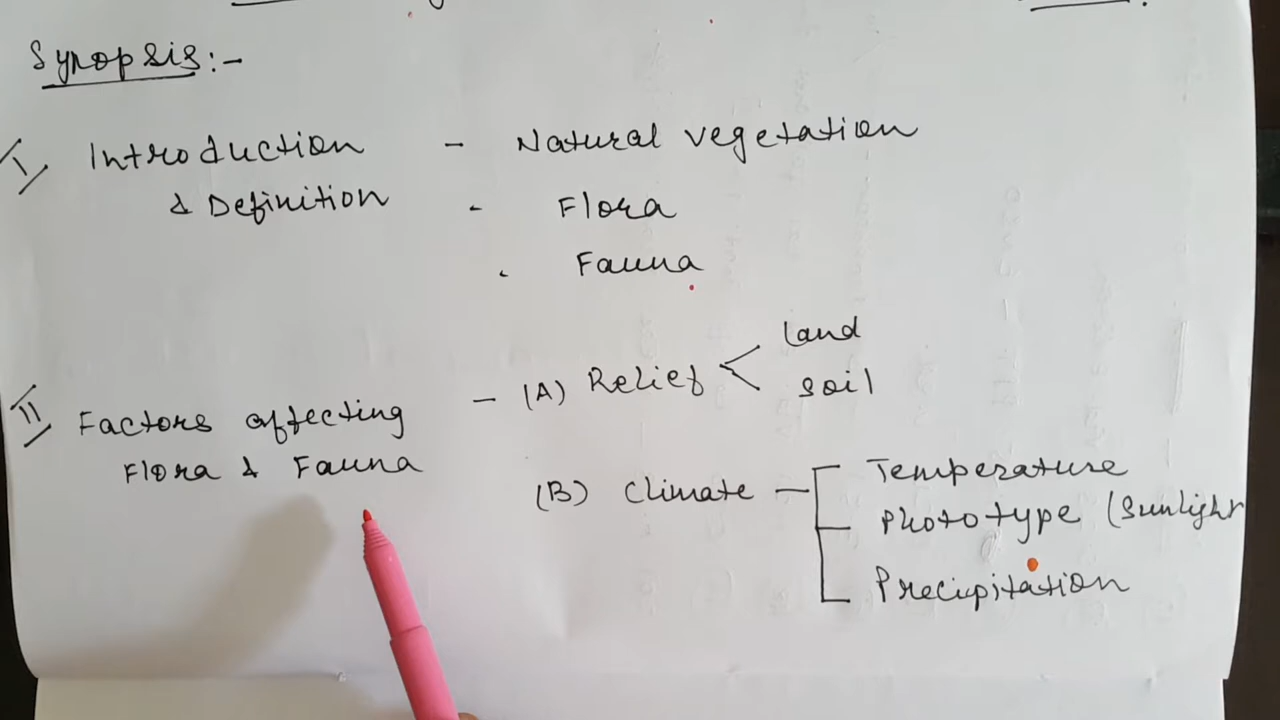 Synopsis:-
I Introduction - Natural vegetation
& Definition - Flora
Fauna
II Factors affecting - (A) Relief < land
soil
Flora & Fauna
(B) Climate - Temperature
Phototype (Sunlight
Precipitation